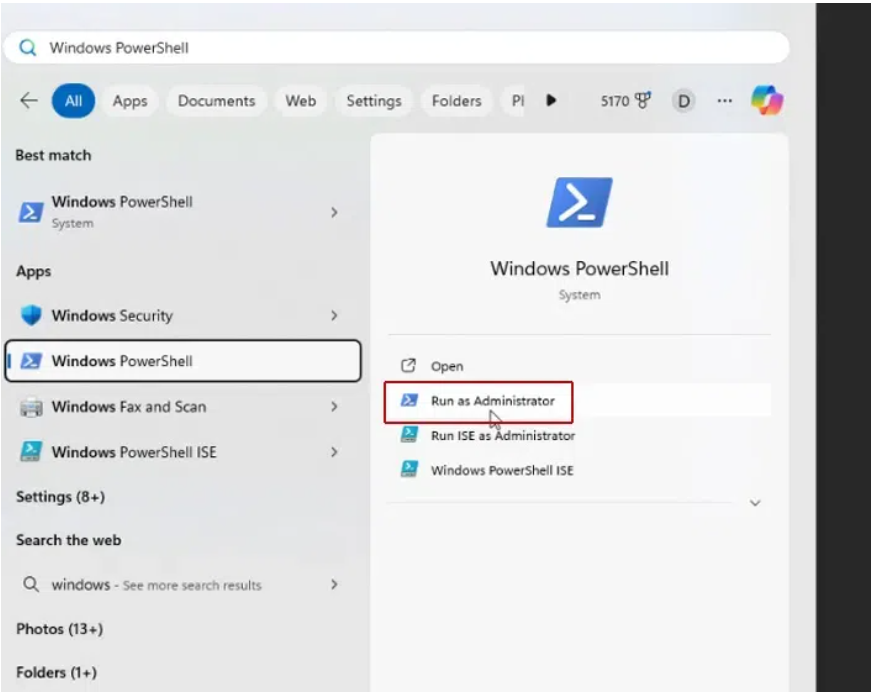 Windows PowerShell
All Apps Documents Web Settings Folders Pl 5170 D ...
Best match
Windows PowerShell
System
Apps
Windows Security
Windows PowerShell
Windows Fax and Scan
Windows PowerShell ISE
Settings (8+)
Search the web
windows - See more search results
Photos (13+)
Folders (1+)
Windows PowerShell
System
Open
Run as Administrator
Run ISE as Administrator
Windows PowerShell ISE